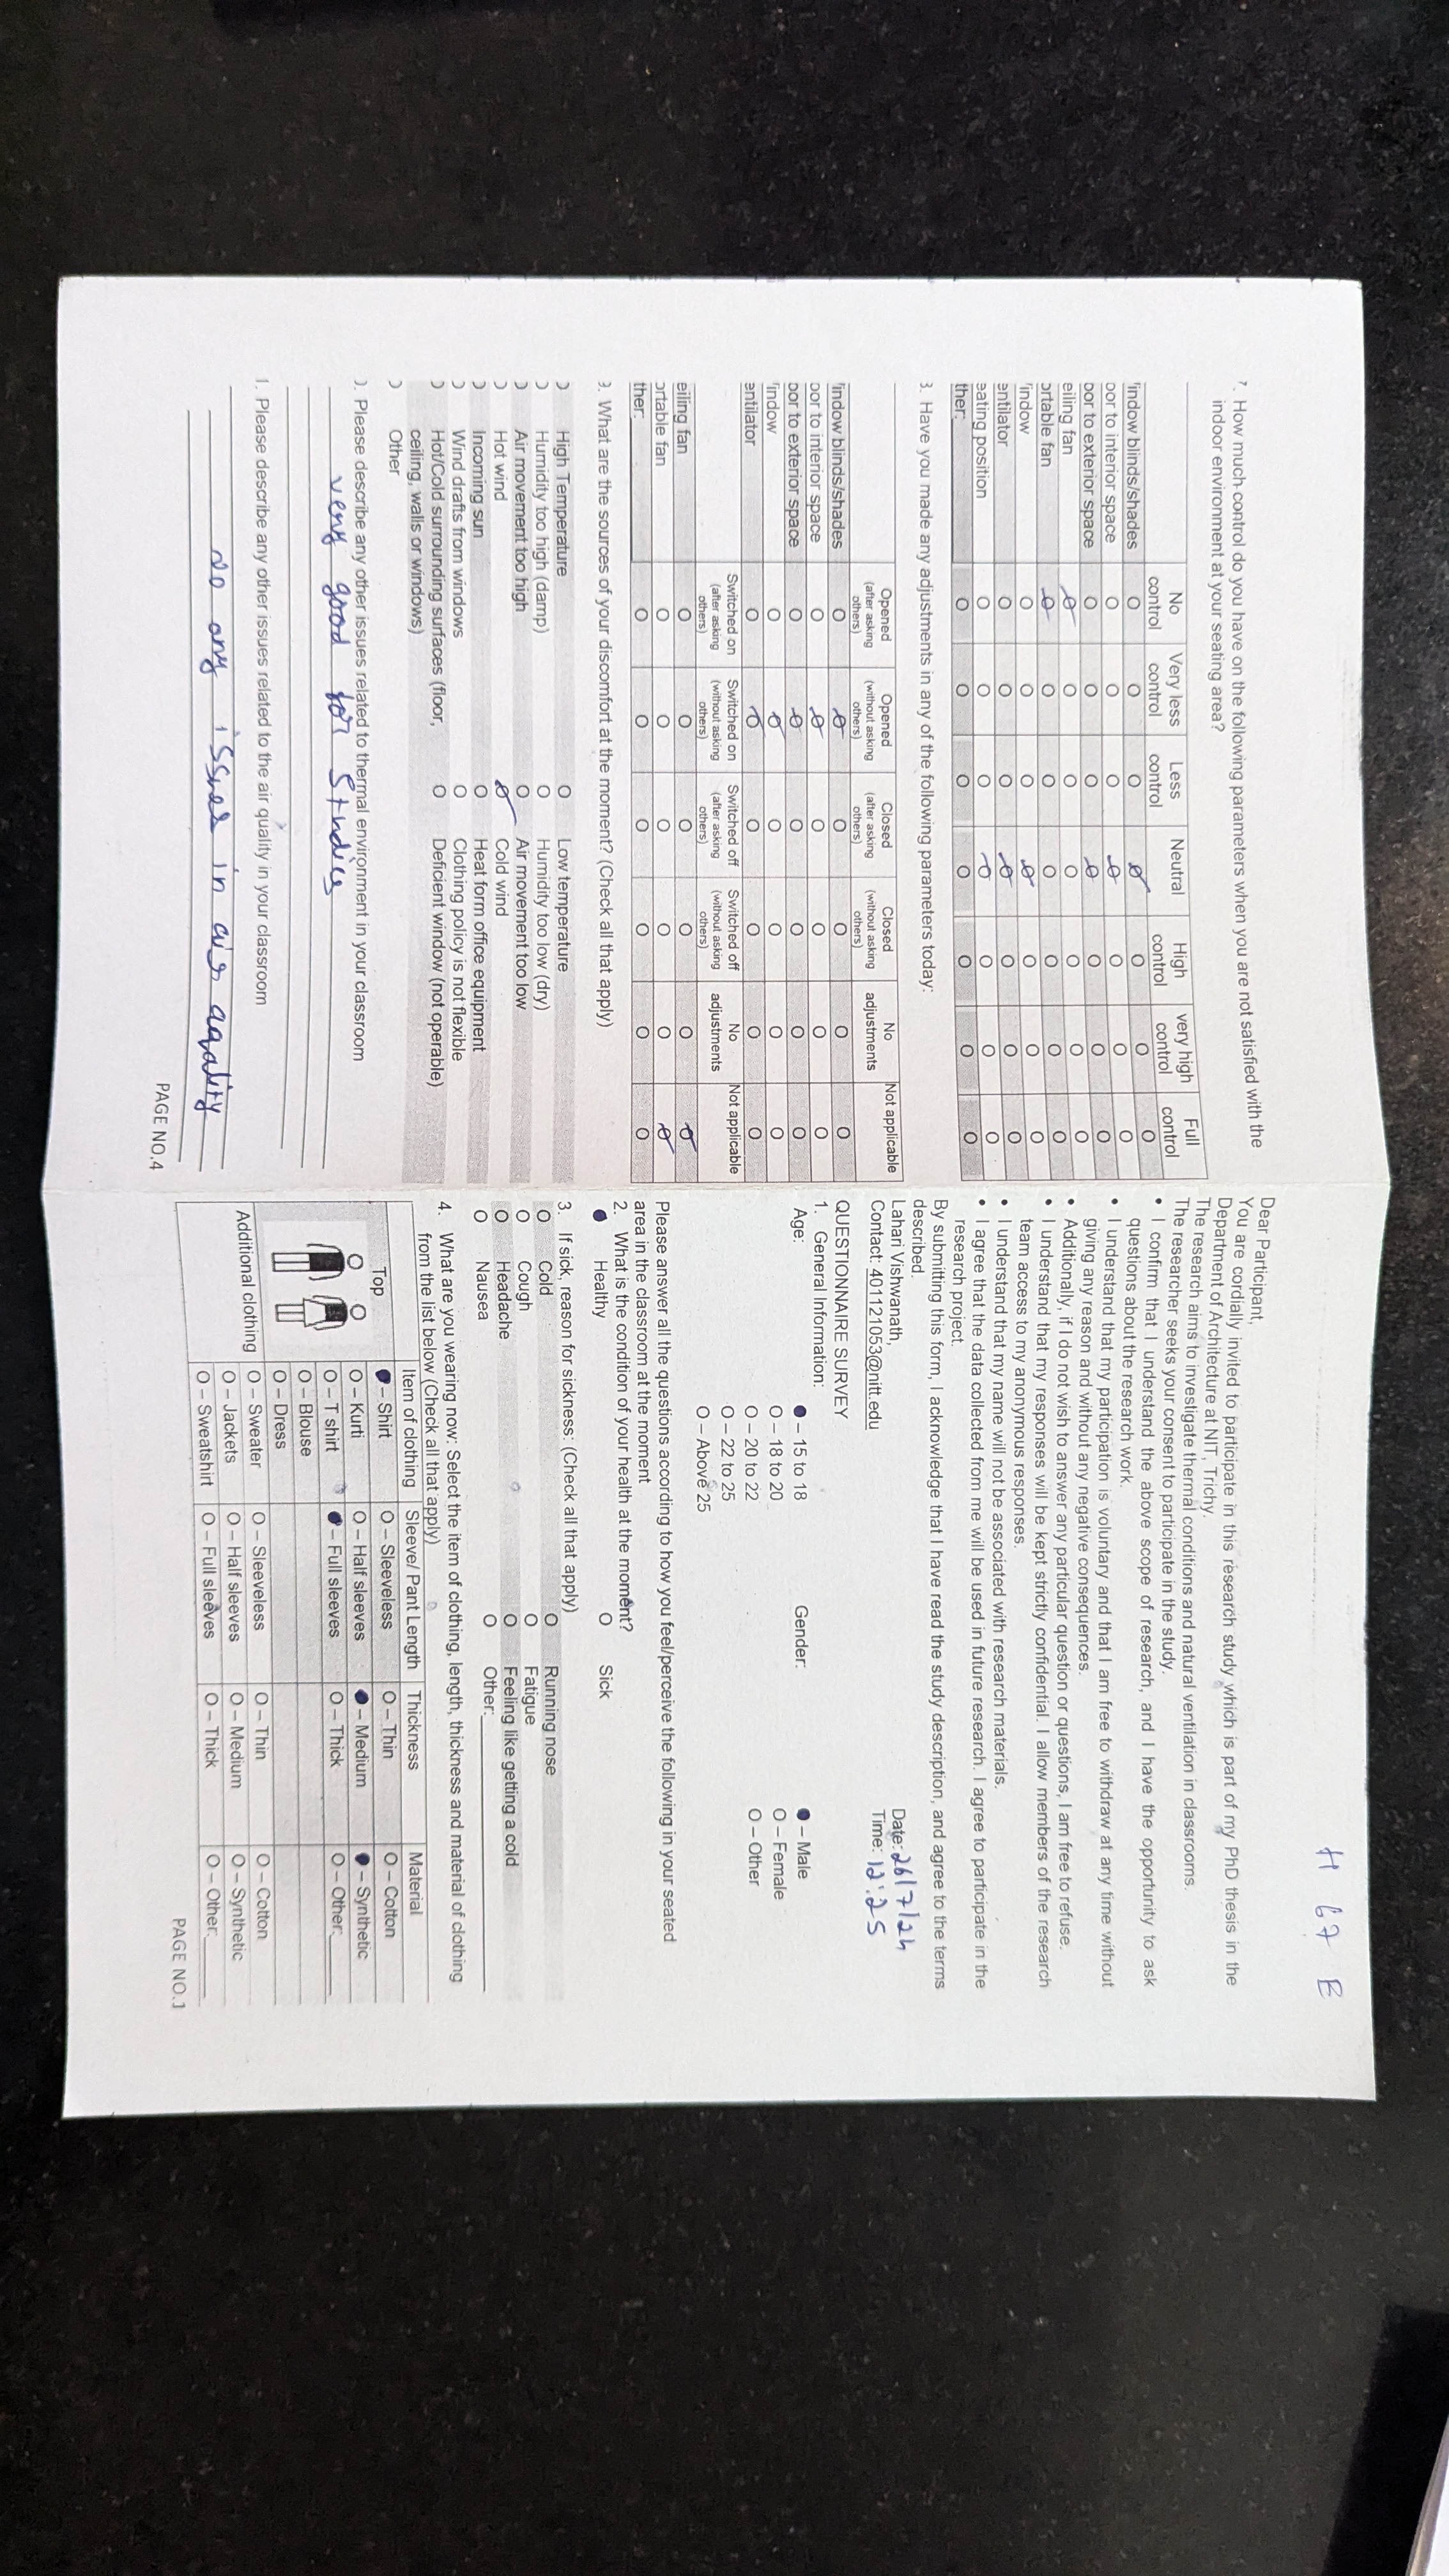 7. How much control do you have on the following parameters when you are not satisfied with the
indoor environment at your seating area?
No control Very less control Less control Neutral High control very high control Full control
indow blinds/shades O O O O O O O
oor to interior space O O O O O O O
oor to exterior space O O O O O O O
eiling fan O O O O O O O
ortable fan O O O O O O O
indow O O O O O O O
entilator O O O O O O O
eating position O O O O O O O
ther: O O O O O O O
3. Have you made any adjustments in any of the following parameters today:
Opened (after asking others) Opened (without asking others) Closed (after asking others) Closed (without asking others) No adjustments Not applicable
indow blinds/shades O O O O O O
oor to interior space O O O O O O
oor to exterior space O O O O O O
indow O O O O O O
entilator O O O O O O
Switched on (after asking others) Switched on (without asking others) Switched off (after asking others) Switched off (without asking others) No adjustments Not applicable
eiling fan O O O O O O
ortable fan O O O O O O
ther: O O O O O O
9. What are the sources of your discomfort at the moment? (Check all that apply)
High Temperature O Low temperature
Humidity too high (damp) O Humidity too low (dry)
Air movement too high O Air movement too low
Hot wind O Cold wind
Incoming sun O Heat form office equipment
Wind drafts from windows O Clothing policy is not flexible
Hot/Cold surrounding surfaces (floor, O Deficient window (not operable)
ceiling, walls or windows)
Other
). Please describe any other issues related to thermal environment in your classroom
very good for Studies
1. Please describe any other issues related to the air quality in your classroom
no any issues in air aqality
PAGE NO.4
H 67 E
Dear Participant,
You are cordially invited to participate in this research study which is part of my PhD thesis in the
Department of Architecture at NIT, Trichy.
The research aims to investigate thermal conditions and natural ventilation in classrooms.
The researcher seeks your consent to participate in the study.
• I confirm that I understand the above scope of research, and I have the opportunity to ask
questions about the research work.
• I understand that my participation is voluntary and that I am free to withdraw at any time without
giving any reason and without any negative consequences.
• Additionally, if I do not wish to answer any particular question or questions, I am free to refuse.
• I understand that my responses will be kept strictly confidential. I allow members of the research
team access to my anonymous responses.
• I understand that my name will not be associated with research materials.
• I agree that the data collected from me will be used in future research. I agree to participate in the
research project.
By submitting this form, I acknowledge that I have read the study description, and agree to the terms
described.
Lahari Vishwanath,
Contact: 401121053@nitt.edu
Date: 26/7/24
Time: 12:25
QUESTIONNAIRE SURVEY
1. General Information:
Age: – 15 to 18 Gender: – Male
O – 18 to 20 O – Female
O – 20 to 22 O – Other
O – 22 to 25
O – Above 25
Please answer all the questions according to how you feel/perceive the following in your seated
area in the classroom at the moment
2. What is the condition of your health at the moment?
Healthy O Sick
3. If sick, reason for sickness: (Check all that apply)
O Cold O Running nose
O Cough O Fatigue
O Headache O Feeling like getting a cold
O Nausea O Other:
4. What are you wearing now: Select the item of clothing, length, thickness and material of clothing
from the list below (Check all that apply)
Item of clothing Sleeve/ Pant Length Thickness Material
Top – Shirt O – Sleeveless O – Thin O – Cotton
O – Kurti O – Half sleeves – Medium – Synthetic
O – T shirt – Full sleeves O – Thick O – Other:
O – Blouse
O – Dress
Additional clothing O – Sweater O – Sleeveless O – Thin O – Cotton
O – Jackets O – Half sleeves O – Medium O – Synthetic
O – Sweatshirt O – Full sleeves O – Thick O – Other:
PAGE NO.1